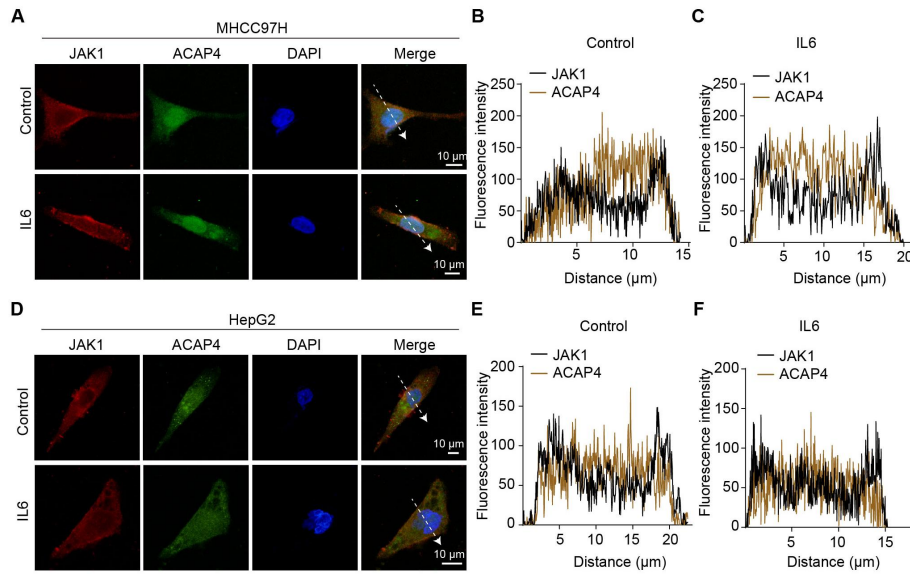 A
MHCC97H
JAK1 ACAP4 DAPI Merge
Control
10 µm
IL6
10 µm
B
Control
JAK1
ACAP4
Fluorescence intensity
250
200
150
100
50
0
5 10 15
Distance (µm)
C
IL6
JAK1
ACAP4
Fluorescence intensity
250
200
150
100
50
0
5 10 15 20
Distance (µm)
D
HepG2
JAK1 ACAP4 DAPI Merge
Control
10 µm
IL6
10 µm
E
Control
JAK1
ACAP4
Fluorescence intensity
200
150
100
50
0
5 10 15 20
Distance (µm)
F
IL6
JAK1
ACAP4
Fluorescence intensity
200
150
100
50
0
5 10 15
Distance (µm)